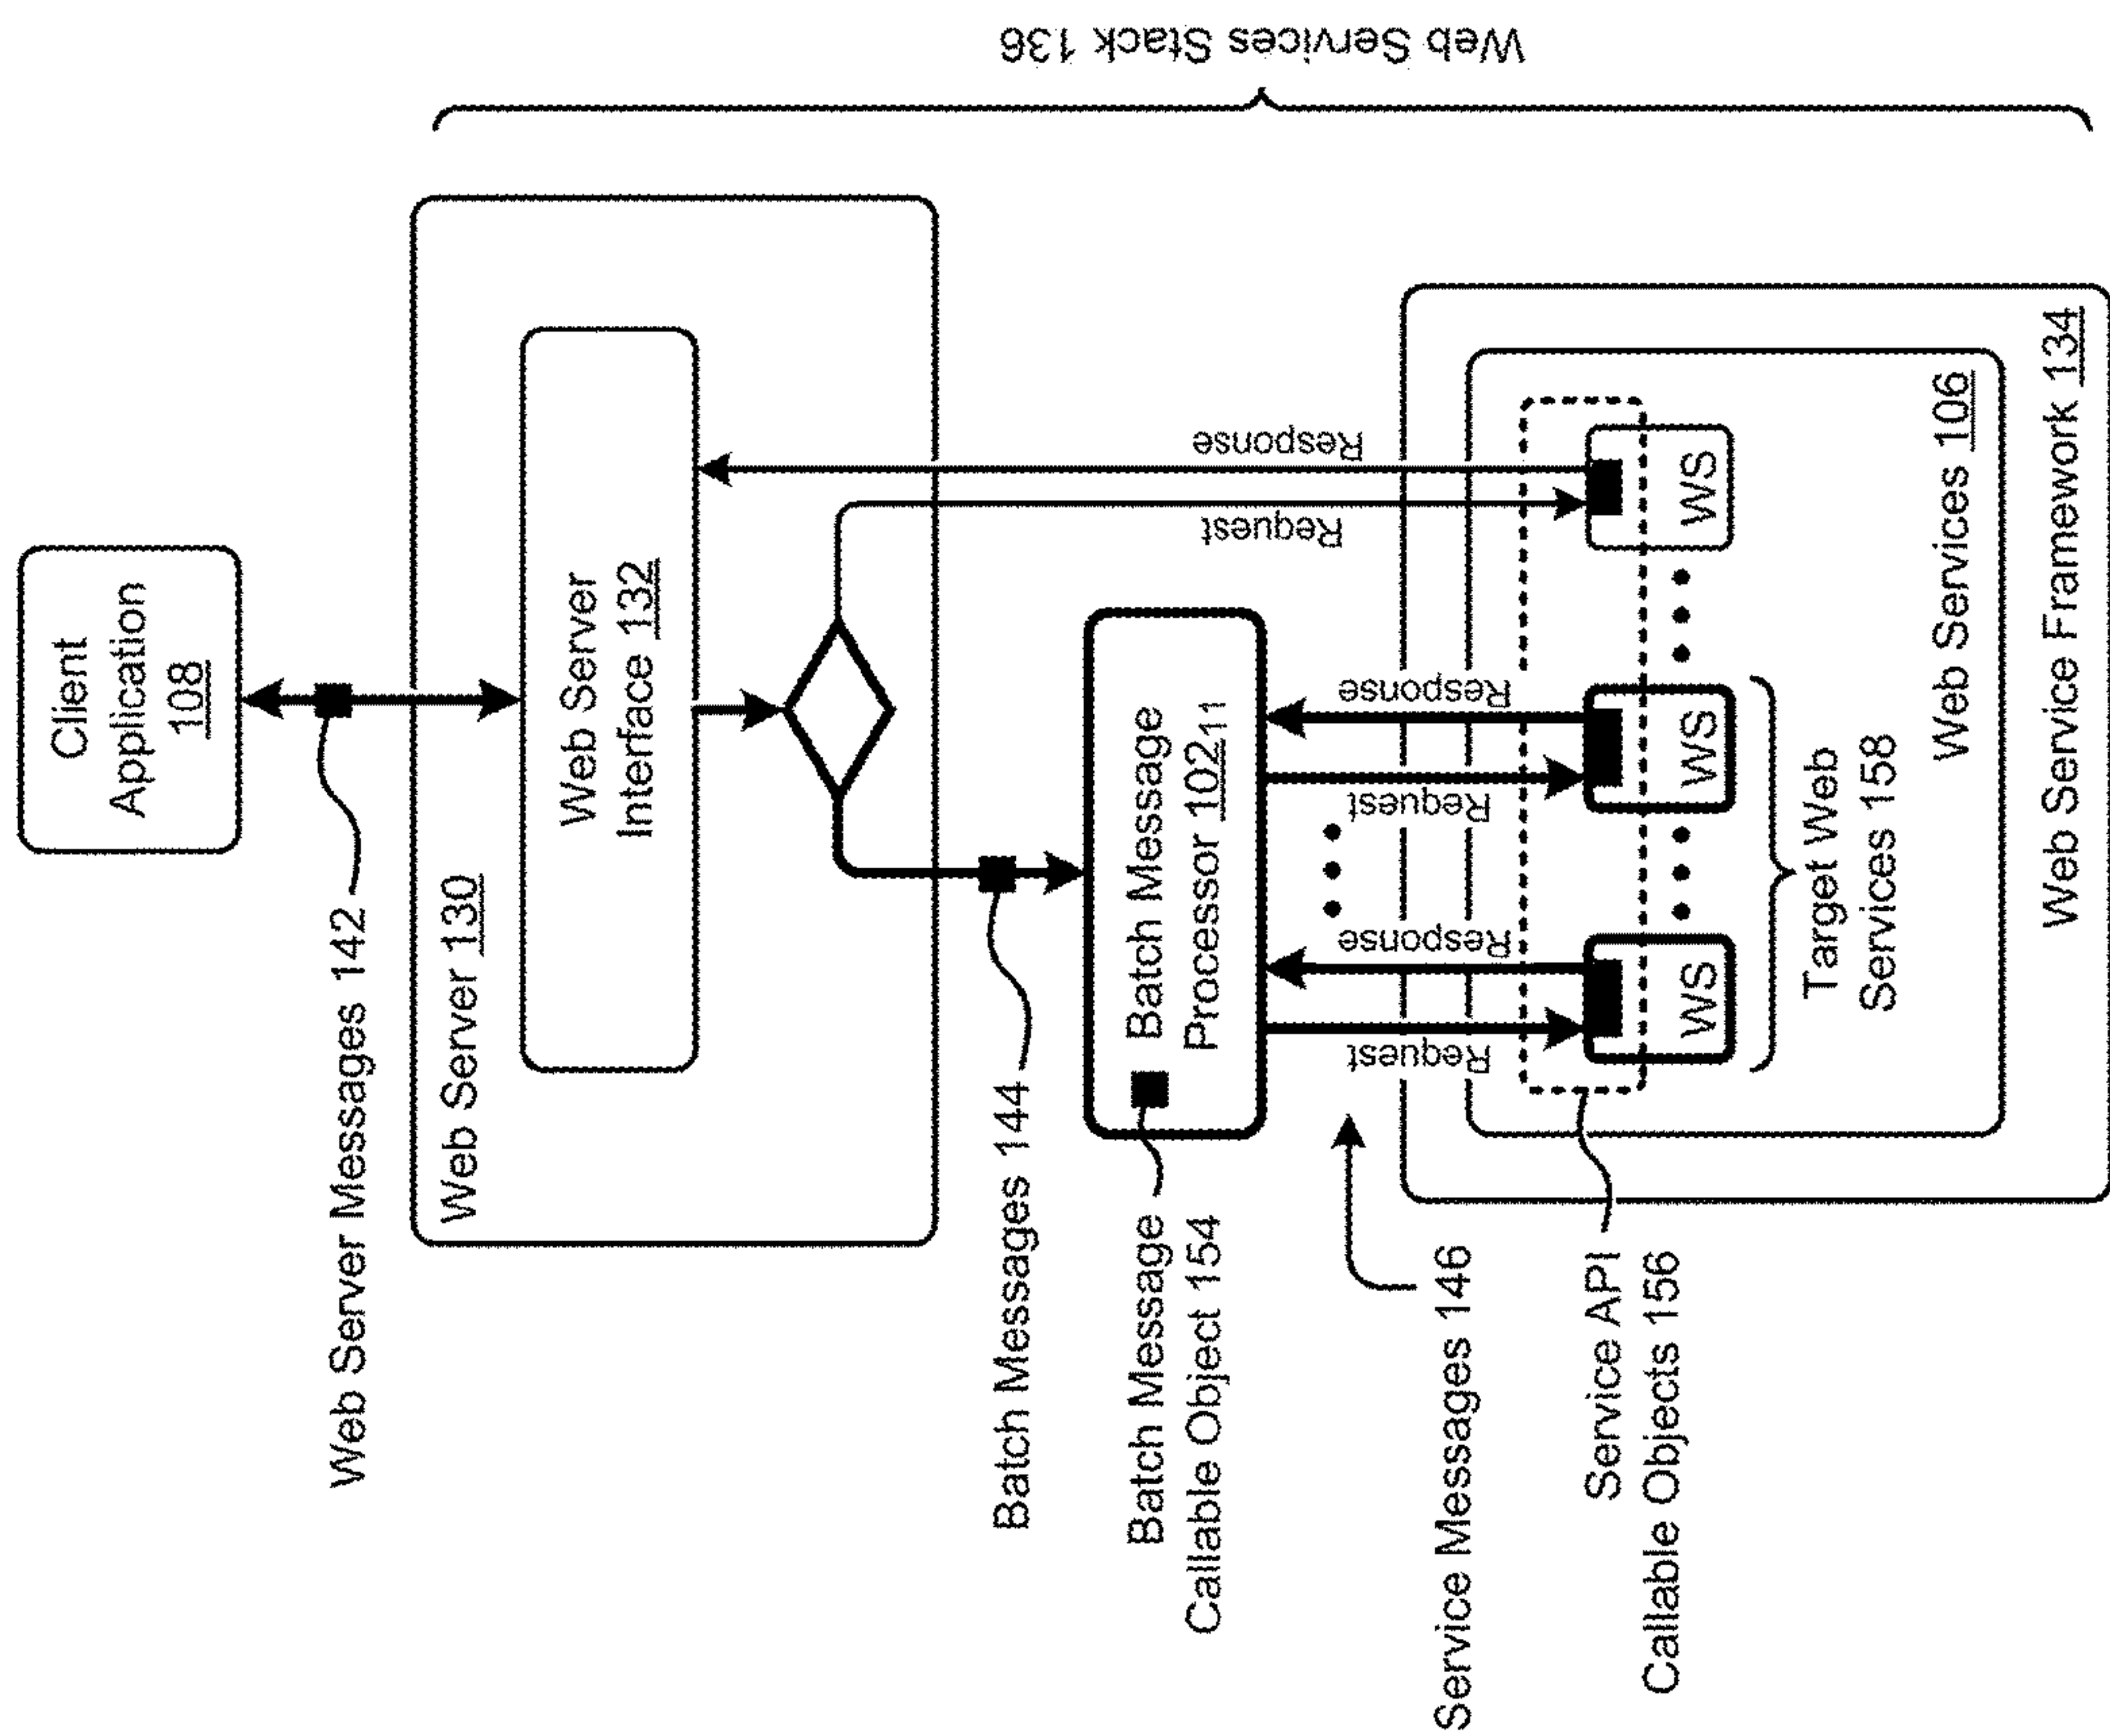 Client
Application
108
Web Server Messages 142
Web Server 130
Web Server
Interface 132
Web Services Stack 136
Batch Messages 144
Batch Message
Processor 102₁₁
Batch Message
Callable Object 154
Request
Response
Request
Response
Request
Response
Service Messages 146
Service API
Callable Objects 156
WS
WS
WS
Target Web
Services 158
Web Services 106
Web Service Framework 134